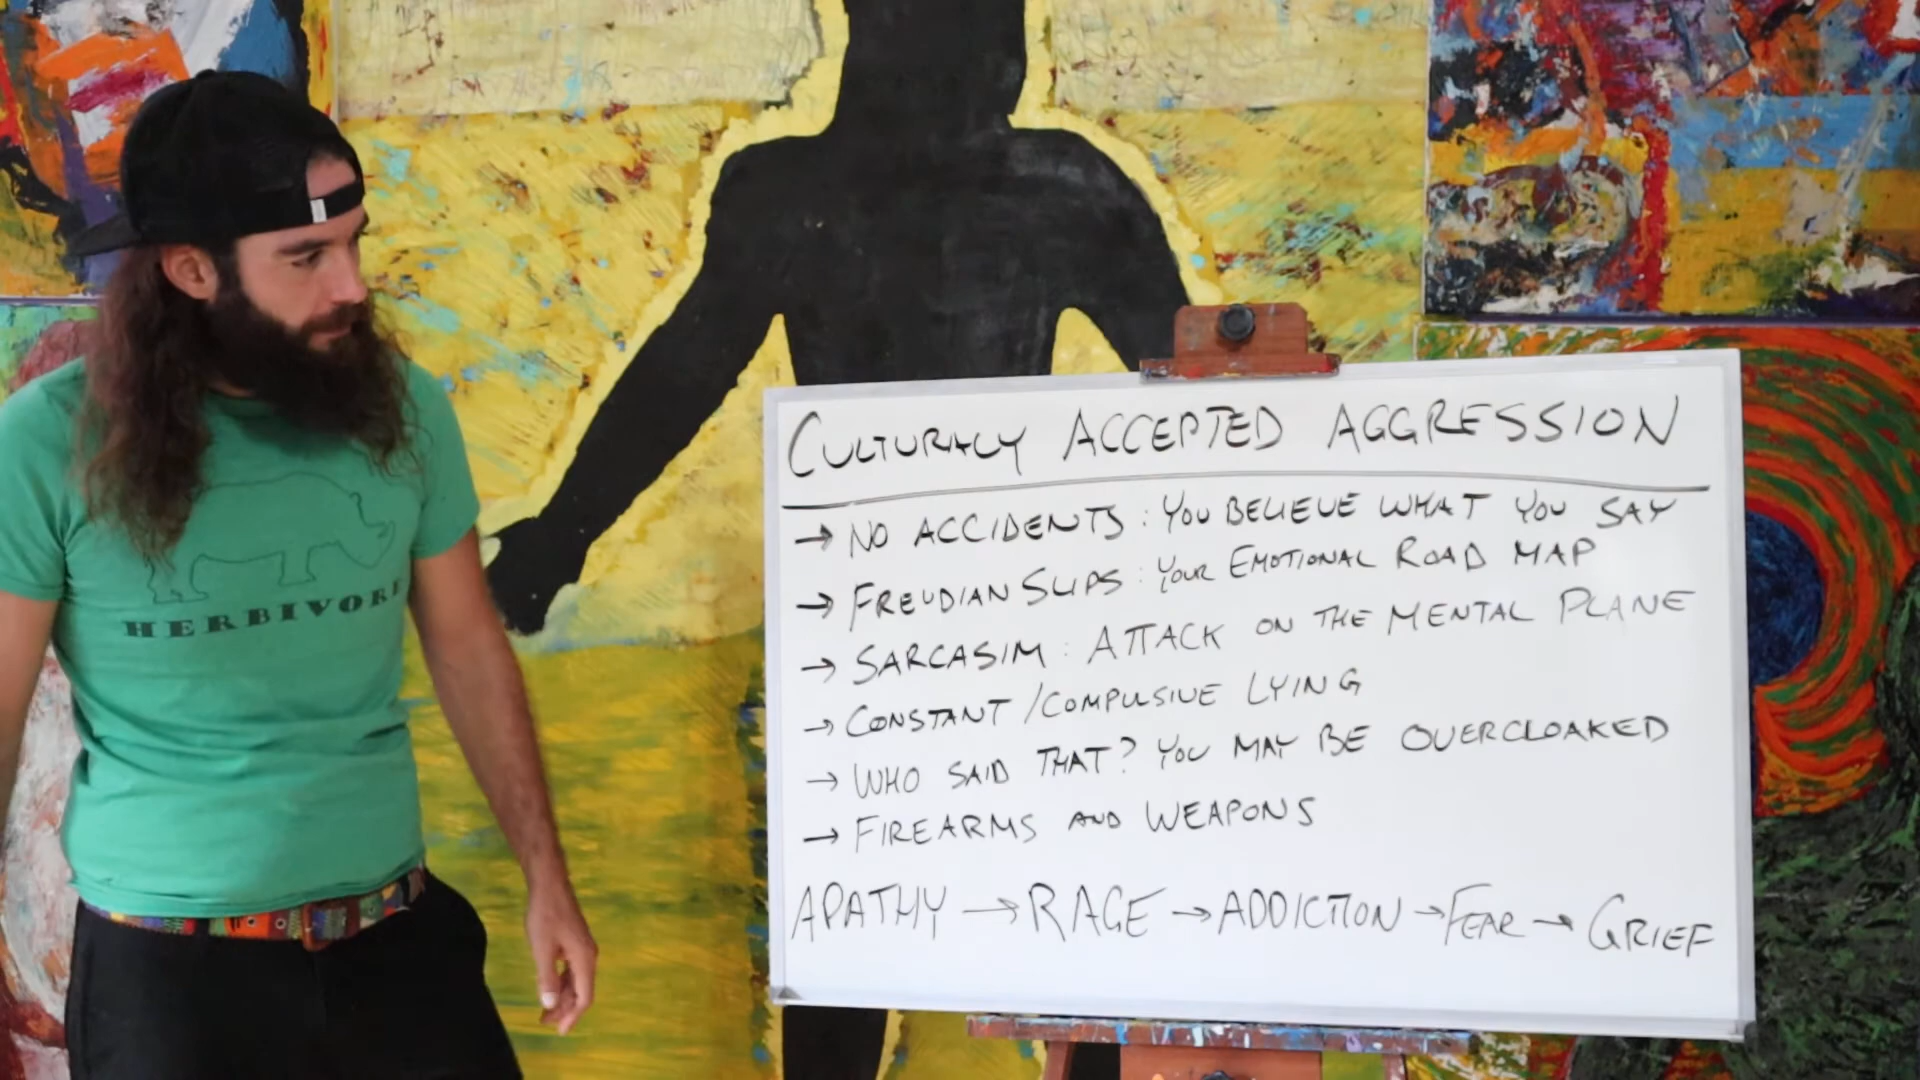 HERBIVORE
CULTURALY ACCEPTED AGGRESSION
→ NO ACCIDENTS: YOU BELIEVE WHAT YOU SAY
→ FREUDIAN SLIPS: YOUR EMOTIONAL ROAD MAP
→ SARCASIM: ATTACK ON THE MENTAL PLANE
→ CONSTANT/COMPULSIVE LYING
→ WHO SAID THAT? YOU MAY BE OVERCLOAKED
→ FIREARMS AND WEAPONS
APATHY → RAGE → ADDICTION → FEAR → GRIEF